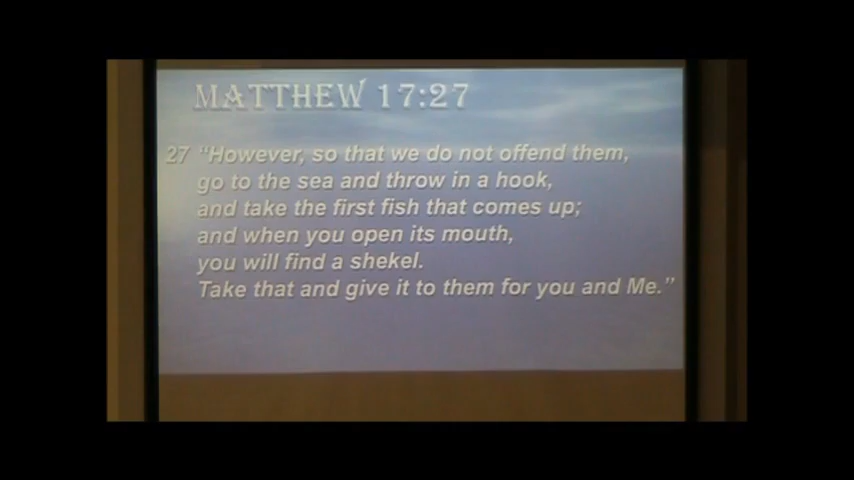 MATTHEW 17:27
27 “However, so that we do not offend them,
go to the sea and throw in a hook,
and take the first fish that comes up;
and when you open its mouth,
you will find a shekel.
Take that and give it to them for you and Me.”